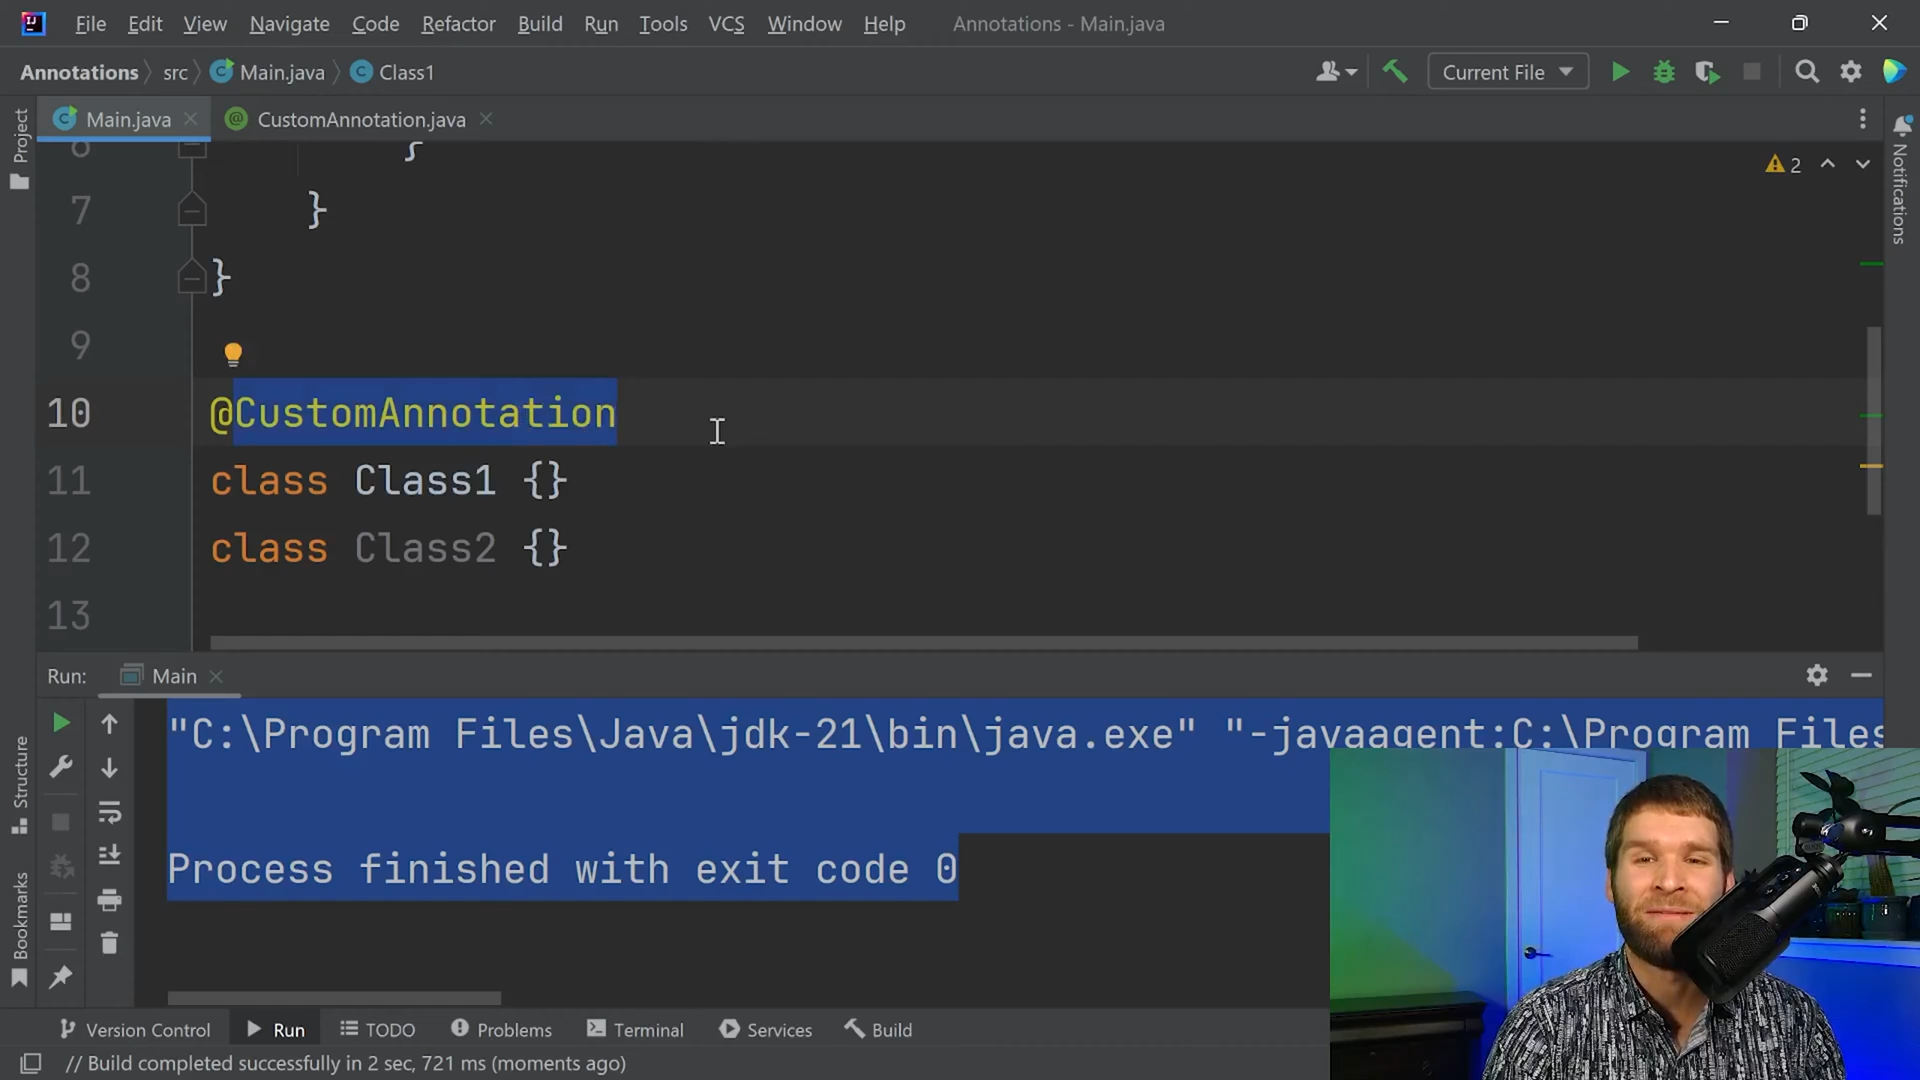 File Edit View Navigate Code Refactor Build Run Tools VCS Window Help Annotations - Main.java
Annotations src Main.java Class1 Current File
Project
Main.java CustomAnnotation.java
Notifications
6 }
2
7 }
8 }
9
10 @CustomAnnotation
11 class Class1 {}
12 class Class2 {}
13
Run: Main
"C:\Program Files\Java\jdk-21\bin\java.exe" "-javaagent:C:\Program Files
Structure
Process finished with exit code 0
Bookmarks
Version Control Run TODO Problems Terminal Services Build
// Build completed successfully in 2 sec, 721 ms (moments ago)